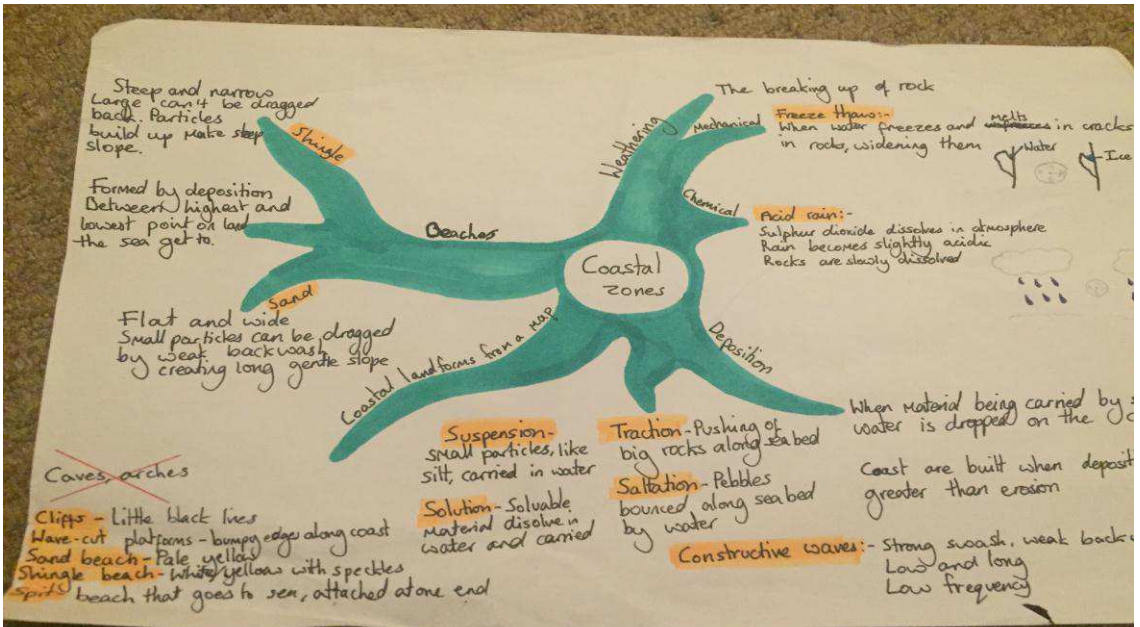 Steep and narrow
Large can't be dragged
back. Particles
build up make steep
slope.
Shingle
Formed by deposition
Between highest and
lowest point on land
the sea get to.
Beaches
Sand
Flat and wide
Small particles can be dragged
by weak backwash
creating long gentle slope
Coastal
zones
Weathering
The breaking up of rock
Mechanical
Freeze thaw:-
When water freezes and melts in cracks
in rocks, widening them
Water
Ice
Chemical
Acid rain:-
Sulphur dioxide dissolves in atmosphere
Rain becomes slightly acidic
Rocks are slowly dissolved
Deposition
When material being carried by
water is dropped on the
Coast are built when
greater than erosion
Constructive waves:- Strong swash, weak
Low and long
Low frequency
Traction - Pushing of
big rocks along sea bed
Saltation - Pebbles
bounced along sea bed
by water
Suspension -
small particles, like
silt, carried in water
Solution - Soluvable
Material disolve in
water and carried
Coastal landforms from a map
Caves, arches
Cliffs - Little black lines
Wave-cut platforms - bumpy edge along coast
Sand beach - Pale yellow
Shingle beach - White/yellow with speckles
Spits beach that goes to sea, attached at one end